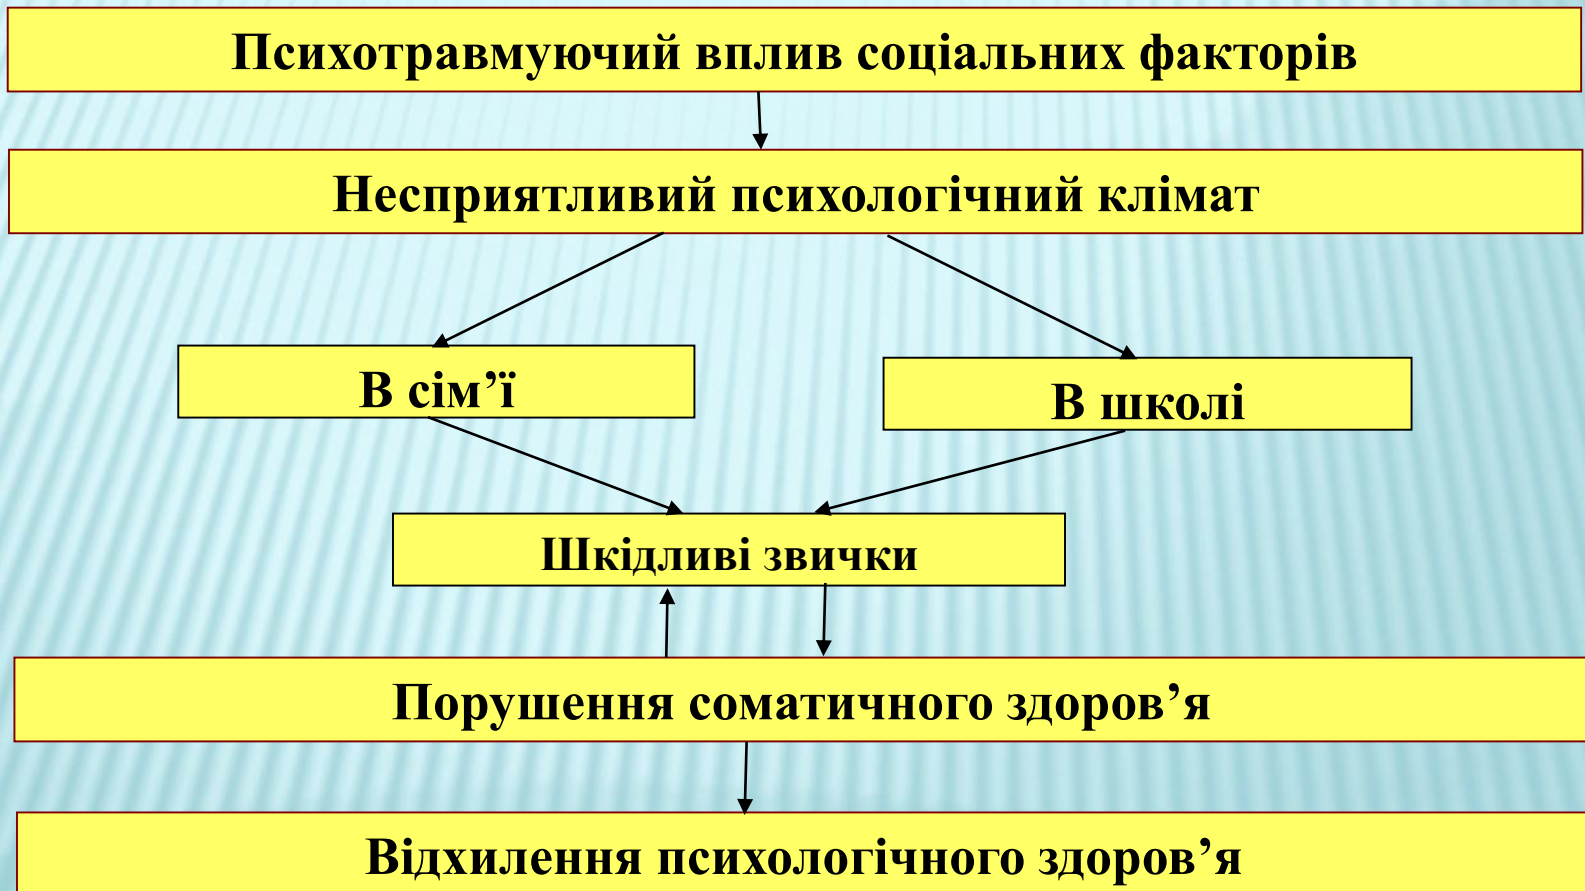 Психотравмуючий вплив соціальних факторів
Несприятливий психологічний клімат
В сім’ї
В школі
Шкідливі звички
Порушення соматичного здоров’я
Відхилення психологічного здоров’я